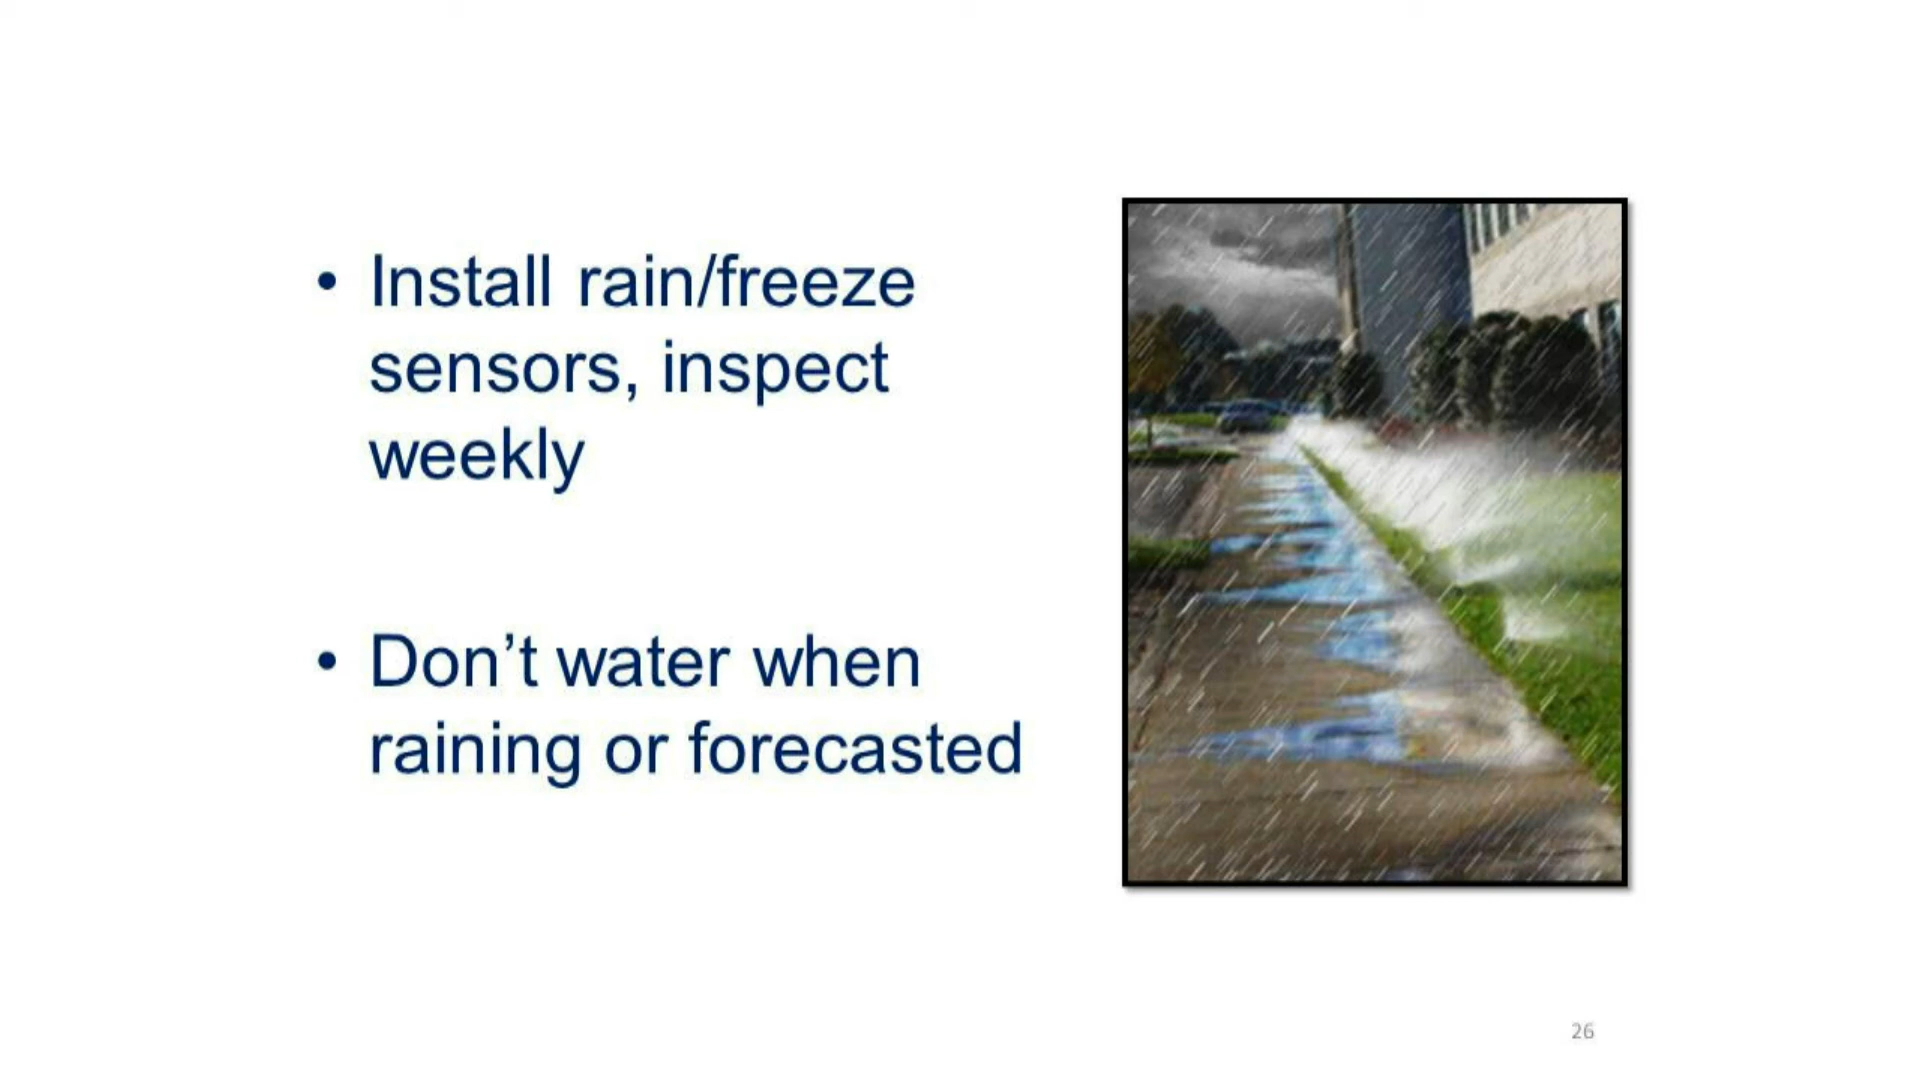 • Install rain/freeze
sensors, inspect
weekly
• Don’t water when
raining or forecasted
26